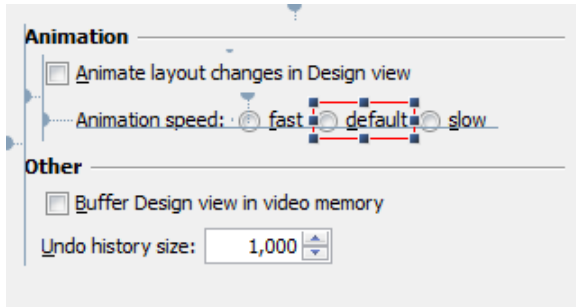 Animation
Animate layout changes in Design view
Animation speed: fast default slow
Other
Buffer Design view in video memory
Undo history size: 1,000